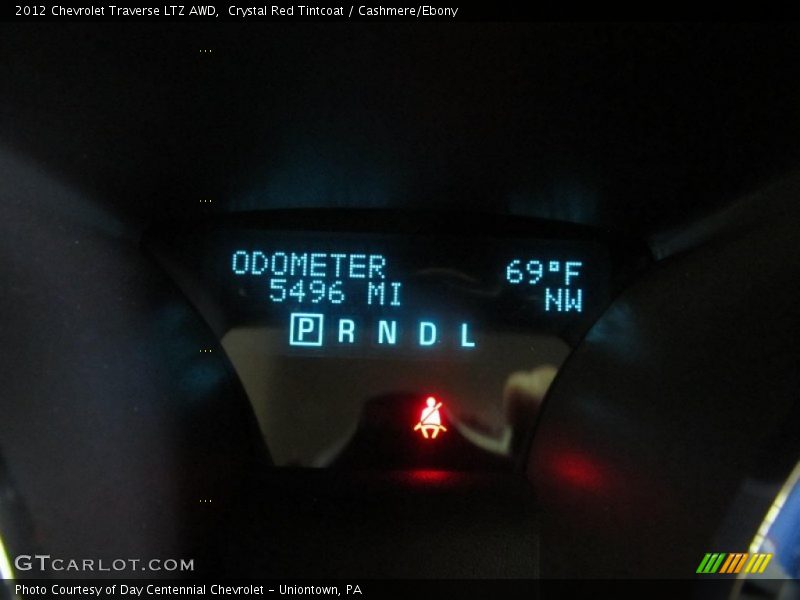 2012 Chevrolet Traverse LTZ AWD,  Crystal Red Tintcoat / Cashmere/Ebony
ODOMETER 69°F
5496 MI NW
P R N D L
GTCARLOT.COM
Photo Courtesy of Day Centennial Chevrolet - Uniontown, PA